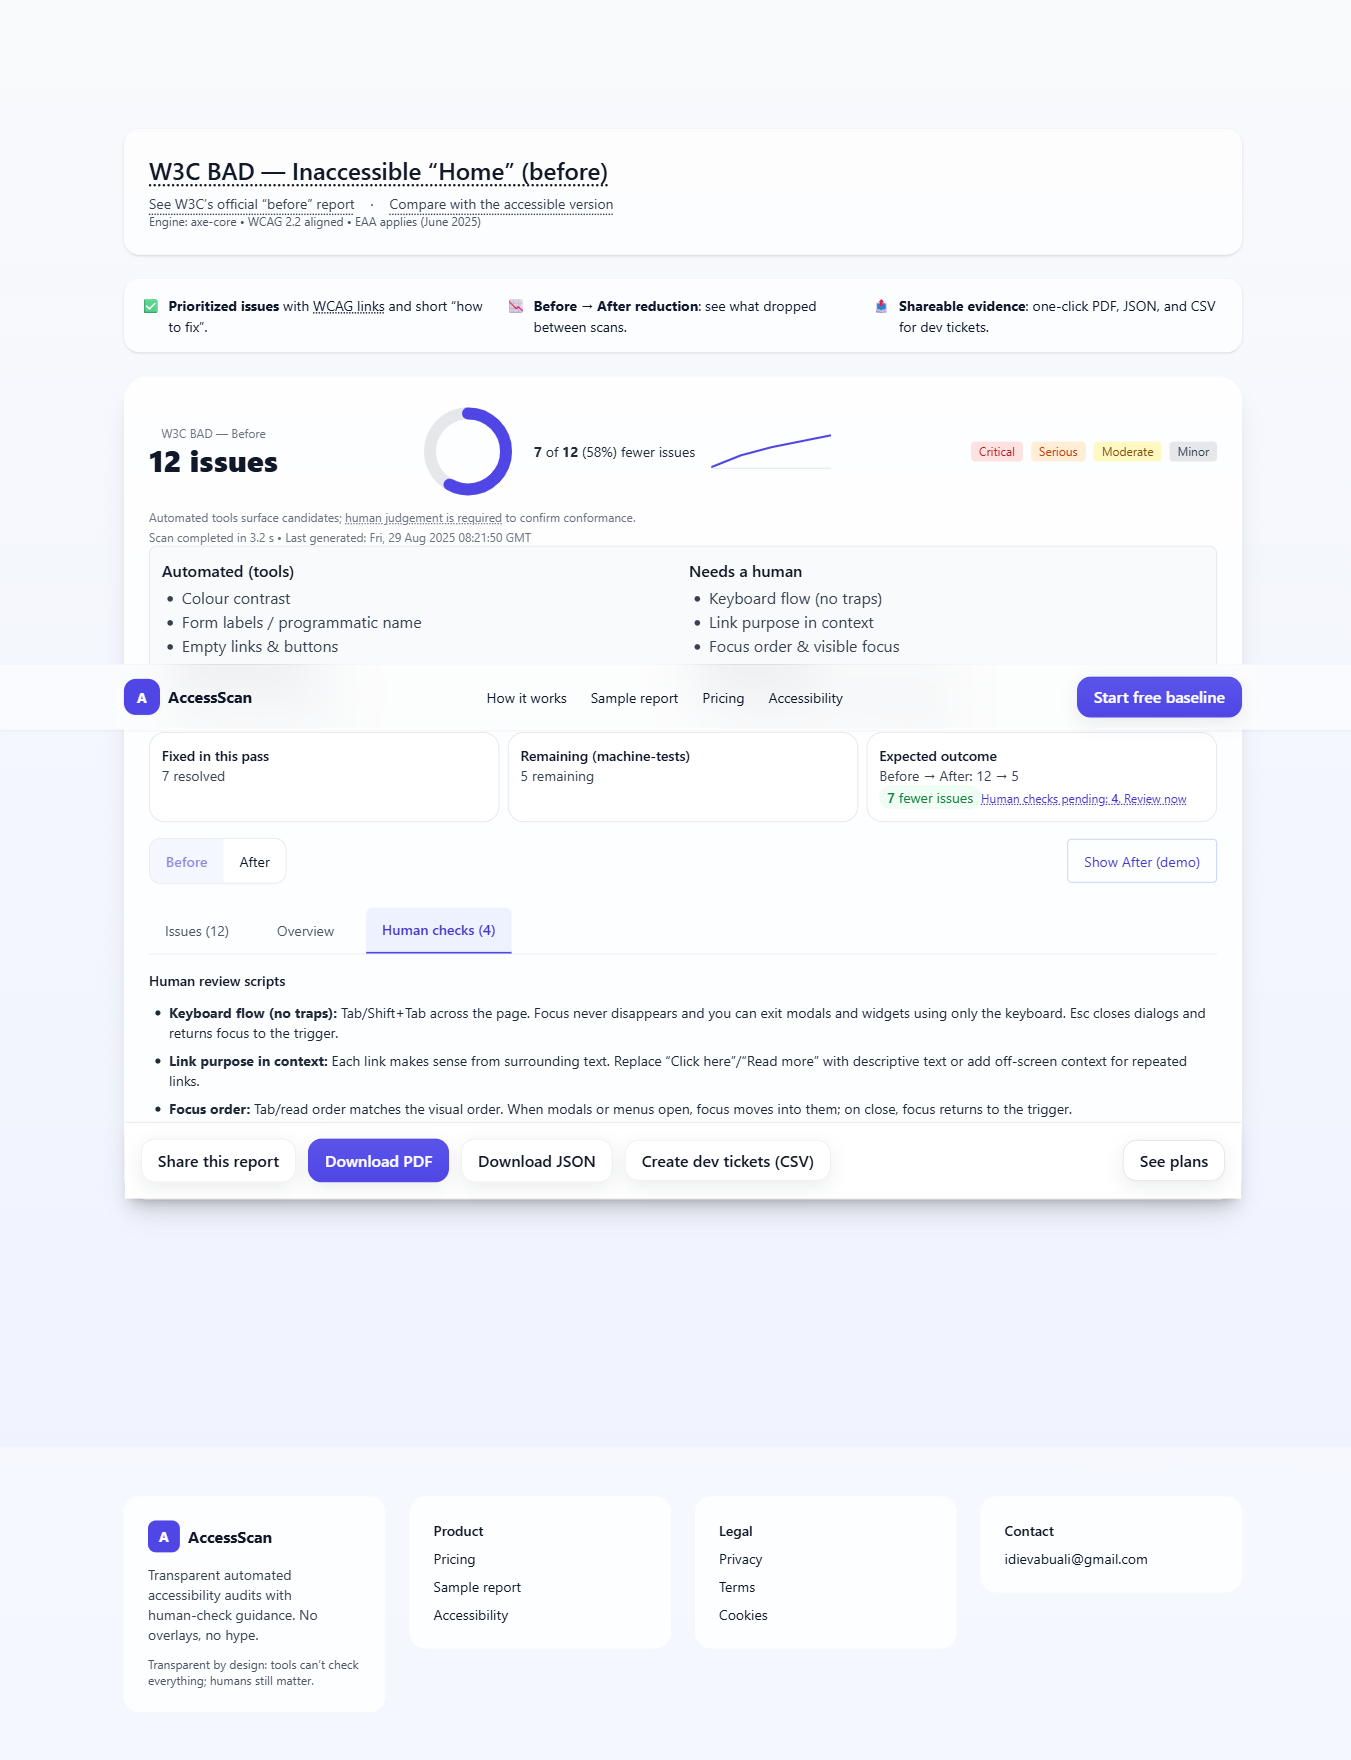 W3C BAD — Inaccessible “Home” (before)
See W3C’s official “before” report · Compare with the accessible version
Engine: axe-core • WCAG 2.2 aligned • EAA applies (June 2025)
Prioritized issues with WCAG links and short “how
to fix”.
Before → After reduction: see what dropped
between scans.
Shareable evidence: one-click PDF, JSON, and CSV
for dev tickets.
W3C BAD — Before
12 issues
7 of 12 (58%) fewer issues
Critical
Serious
Moderate
Minor
Automated tools surface candidates; human judgement is required to confirm conformance.
Scan completed in 3.2 s • Last generated: Fri, 29 Aug 2025 08:21:50 GMT
Automated (tools)
• Colour contrast
• Form labels / programmatic name
• Empty links & buttons
Needs a human
• Keyboard flow (no traps)
• Link purpose in context
• Focus order & visible focus
A AccessScan
How it works
Sample report
Pricing
Accessibility
Start free baseline
Fixed in this pass
7 resolved
Remaining (machine-tests)
5 remaining
Expected outcome
Before → After: 12 → 5
7 fewer issues Human checks pending: 4. Review now
Before
After
Show After (demo)
Issues (12)
Overview
Human checks (4)
Human review scripts
• Keyboard flow (no traps): Tab/Shift+Tab across the page. Focus never disappears and you can exit modals and widgets using only the keyboard. Esc closes dialogs and
returns focus to the trigger.
• Link purpose in context: Each link makes sense from surrounding text. Replace “Click here”/“Read more” with descriptive text or add off-screen context for repeated
links.
• Focus order: Tab/read order matches the visual order. When modals or menus open, focus moves into them; on close, focus returns to the trigger.
Share this report
Download PDF
Download JSON
Create dev tickets (CSV)
See plans
A AccessScan
Transparent automated
accessibility audits with
human-check guidance. No
overlays, no hype.
Transparent by design: tools can’t check
everything; humans still matter.
Product
Pricing
Sample report
Accessibility
Legal
Privacy
Terms
Cookies
Contact
idievabuali@gmail.com